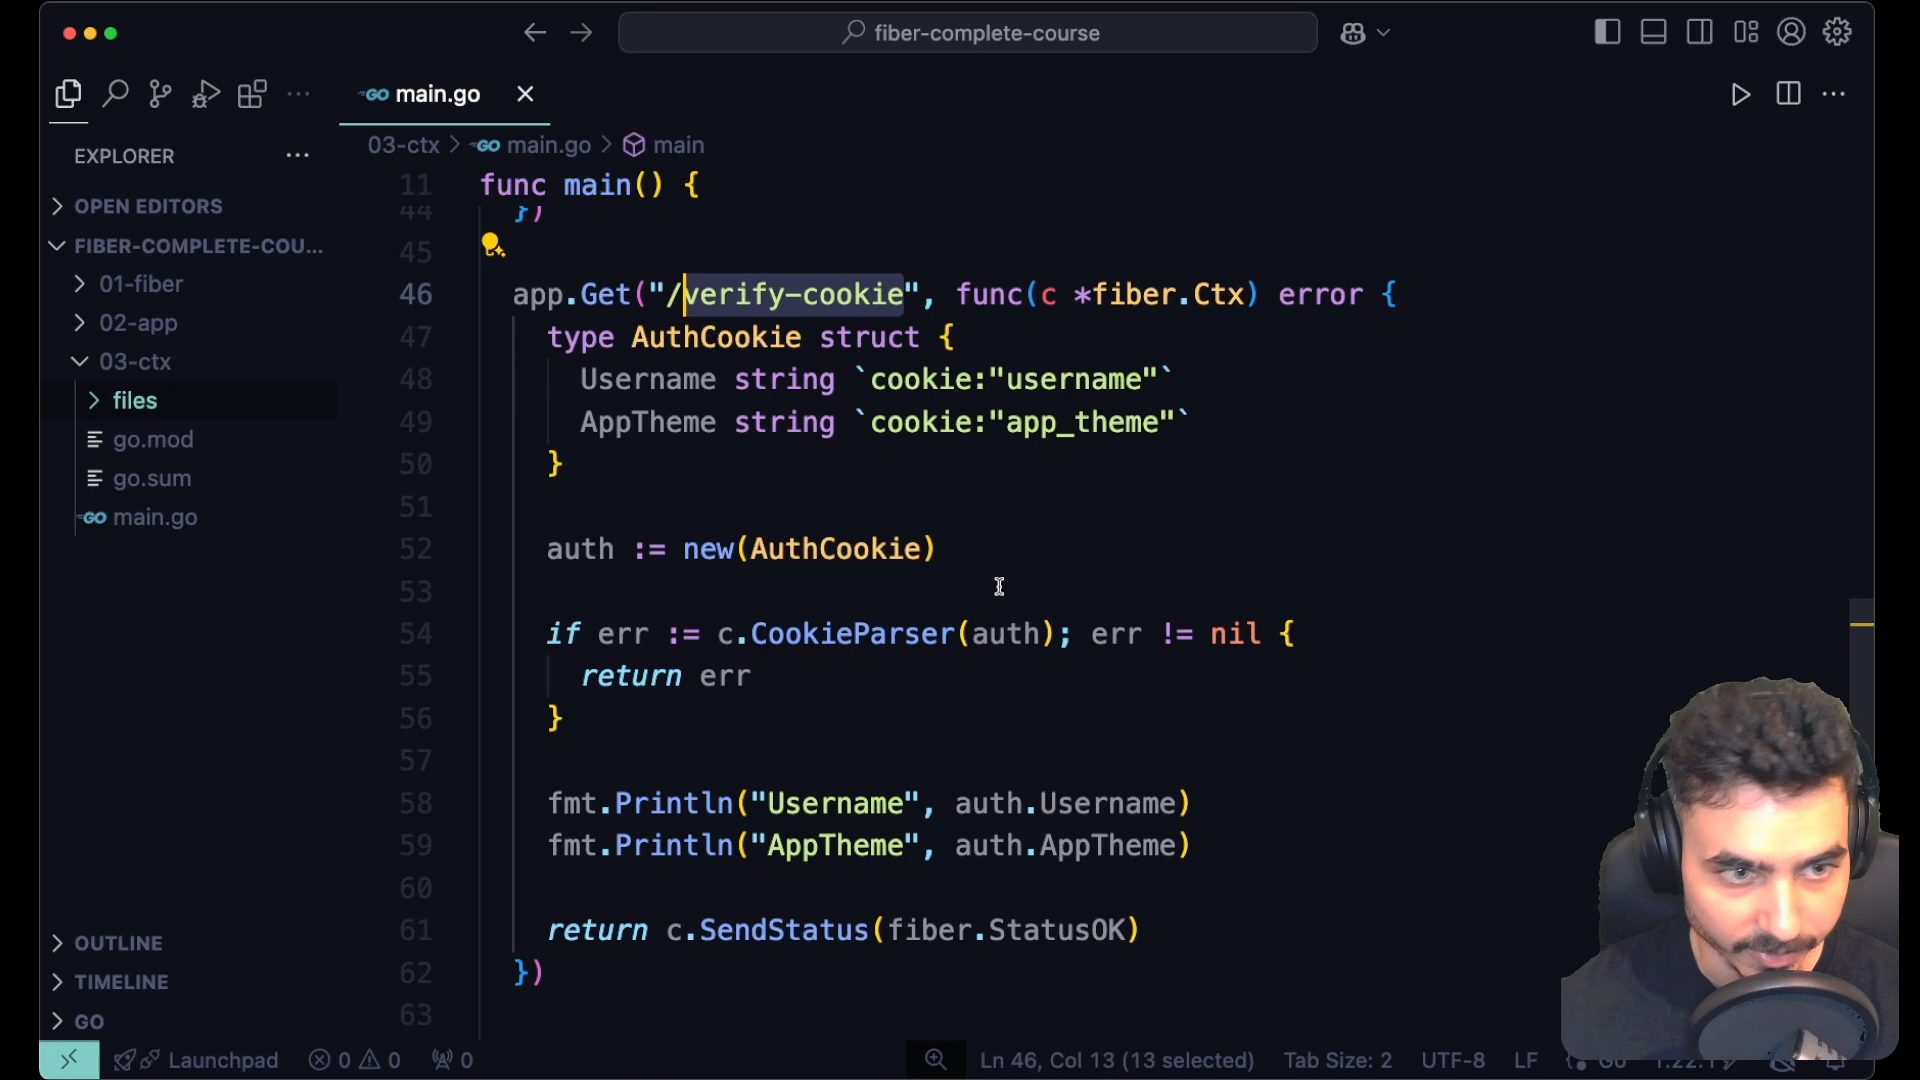 fiber-complete-course
main.go
03-ctx > main.go > main
EXPLORER
OPEN EDITORS
FIBER-COMPLETE-COU...
01-fiber
02-app
03-ctx
files
go.mod
go.sum
main.go
OUTLINE
TIMELINE
GO
11 func main() {
44 })
45
46 app.Get("/verify-cookie", func(c *fiber.Ctx) error {
47 type AuthCookie struct {
48 Username string `cookie:"username"`
49 AppTheme string `cookie:"app_theme"`
50 }
51
52 auth := new(AuthCookie)
53
54 if err := c.CookieParser(auth); err != nil {
55 return err
56 }
57
58 fmt.Println("Username", auth.Username)
59 fmt.Println("AppTheme", auth.AppTheme)
60
61 return c.SendStatus(fiber.StatusOK)
62 })
63
Launchpad 0 0 0 Ln 46, Col 13 (13 selected) Tab Size: 2 UTF-8 LF Go